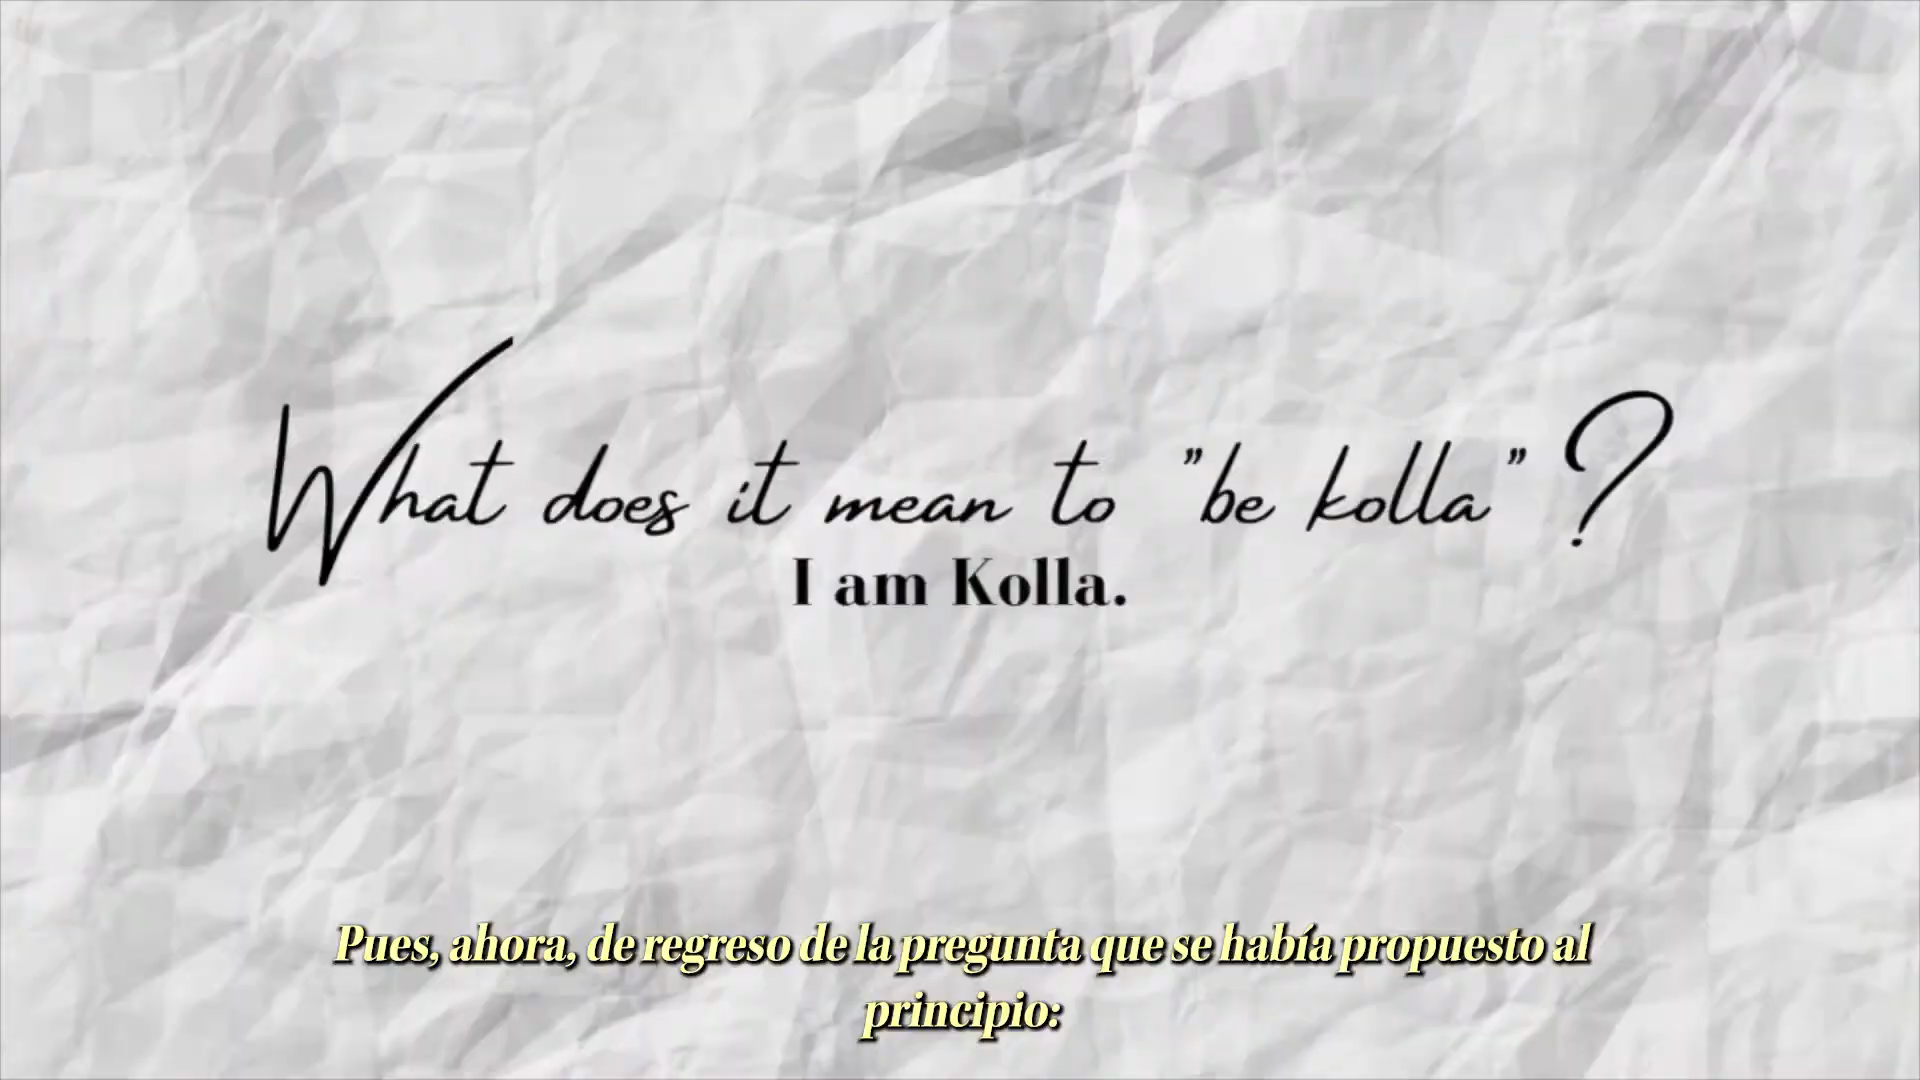 What does it mean to "be kolla"?
I am Kolla.
Pues, ahora, de regreso de la pregunta que se había propuesto al
principio: